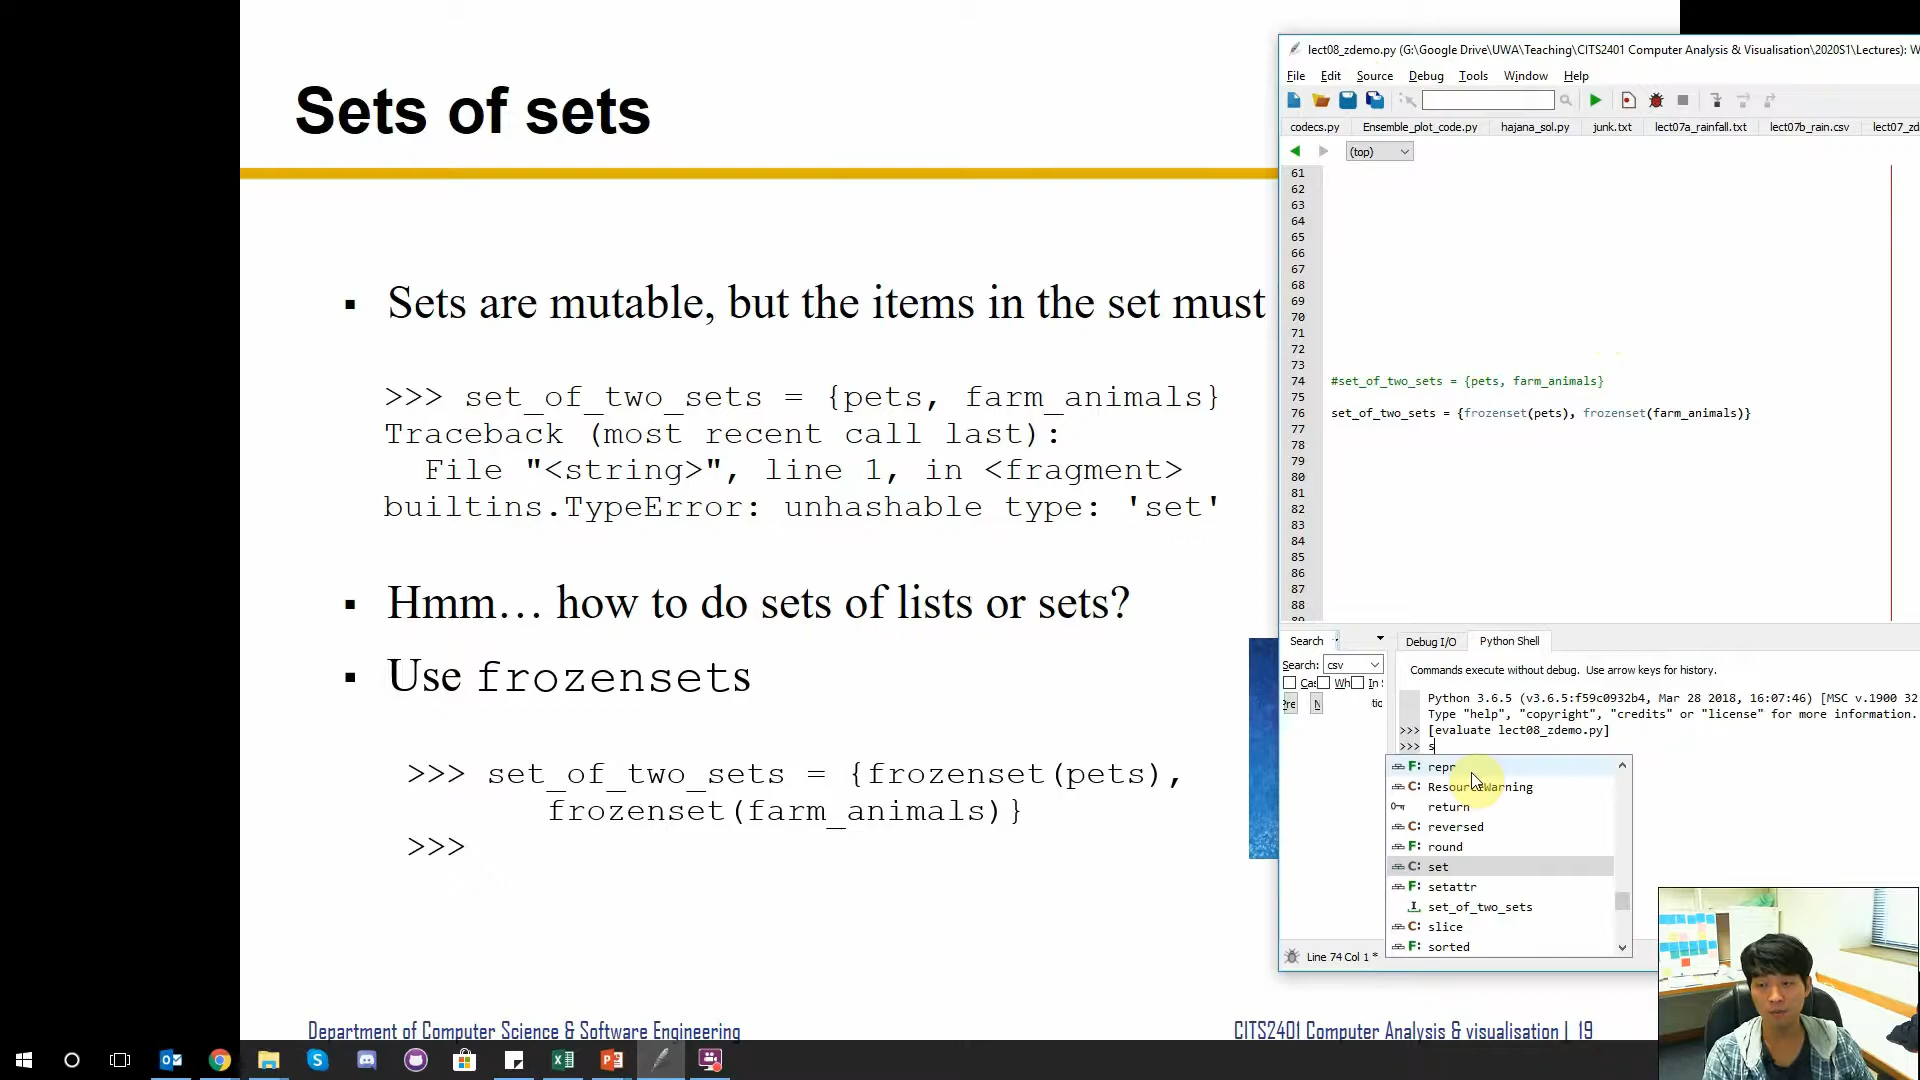 Sets of sets
Sets are mutable, but the items in the set must
>>> set_of_two_sets = {pets, farm_animals}
Traceback (most recent call last):
File "<string>", line 1, in <fragment>
builtins.TypeError: unhashable type: 'set'
Hmm… how to do sets of lists or sets?
Use frozensets
>>> set_of_two_sets = {frozenset(pets),
frozenset(farm_animals)}
>>>
Department of Computer Science & Software Engineering
CITS2401 Computer Analysis & visualisation | 19
lect08_zdemo.py (G:\Google Drive\UWA\Teaching\CITS2401 Computer Analysis & Visualisation\2020S1\Lectures): W
File Edit Source Debug Tools Window Help
codecs.py Ensemble_plot_code.py hajana_sol.py junk.txt lect07a_rainfall.txt lect07b_rain.csv lect07_zd
(top)
61
62
63
64
65
66
67
68
69
70
71
72
73
74 #set_of_two_sets = {pets, farm_animals}
75
76 set_of_two_sets = {frozenset(pets), frozenset(farm_animals)}
77
78
79
80
81
82
83
84
85
86
87
88
89
Search
Search: csv
Cas Wh In S
Pre N tic
Debug I/O Python Shell
Commands execute without debug. Use arrow keys for history.
Python 3.6.5 (v3.6.5:f59c0932b4, Mar 28 2018, 16:07:46) [MSC v.1900 32
Type "help", "copyright", "credits" or "license" for more information.
>>> [evaluate lect08_zdemo.py]
>>> s
F: repr
C: ResourceWarning
return
C: reversed
F: round
C: set
F: setattr
I set_of_two_sets
C: slice
F: sorted
Line 74 Col 1 *